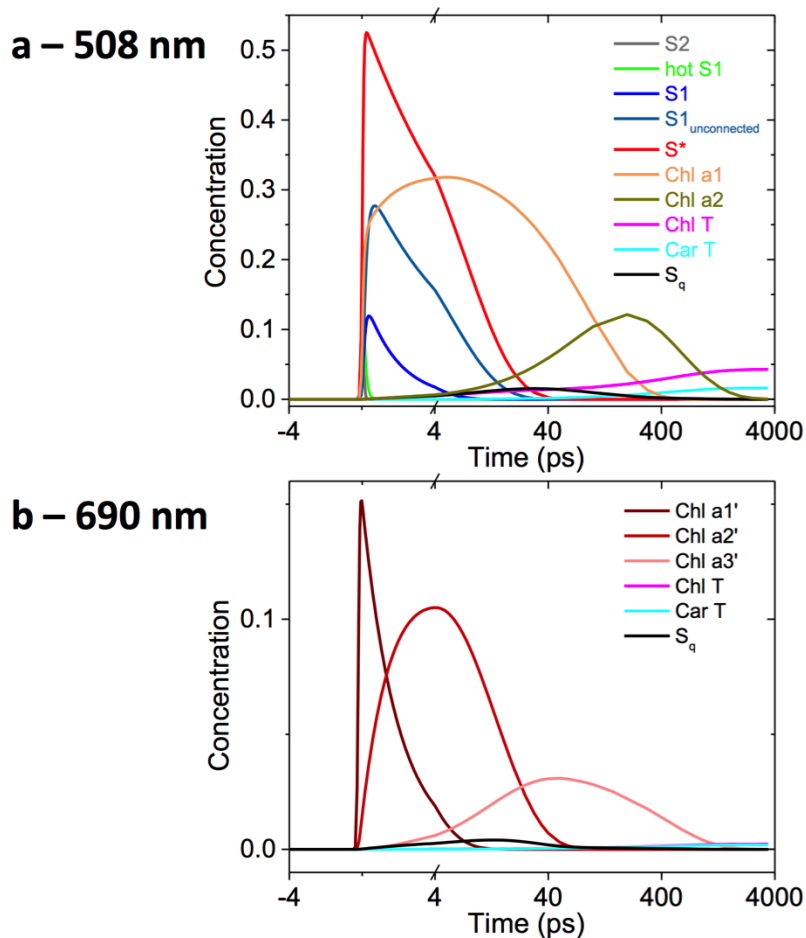 a – 508 nm
Concentration
0.5
0.4
0.3
0.2
0.1
0.0
S2
hot S1
S1
S1unconnected
S*
Chl a1
Chl a2
Chl T
Car T
Sq
-4 4 40 400 4000
Time (ps)
b – 690 nm
Concentration
0.1
0.0
Chl a1'
Chl a2'
Chl a3'
Chl T
Car T
Sq
-4 4 40 400 4000
Time (ps)